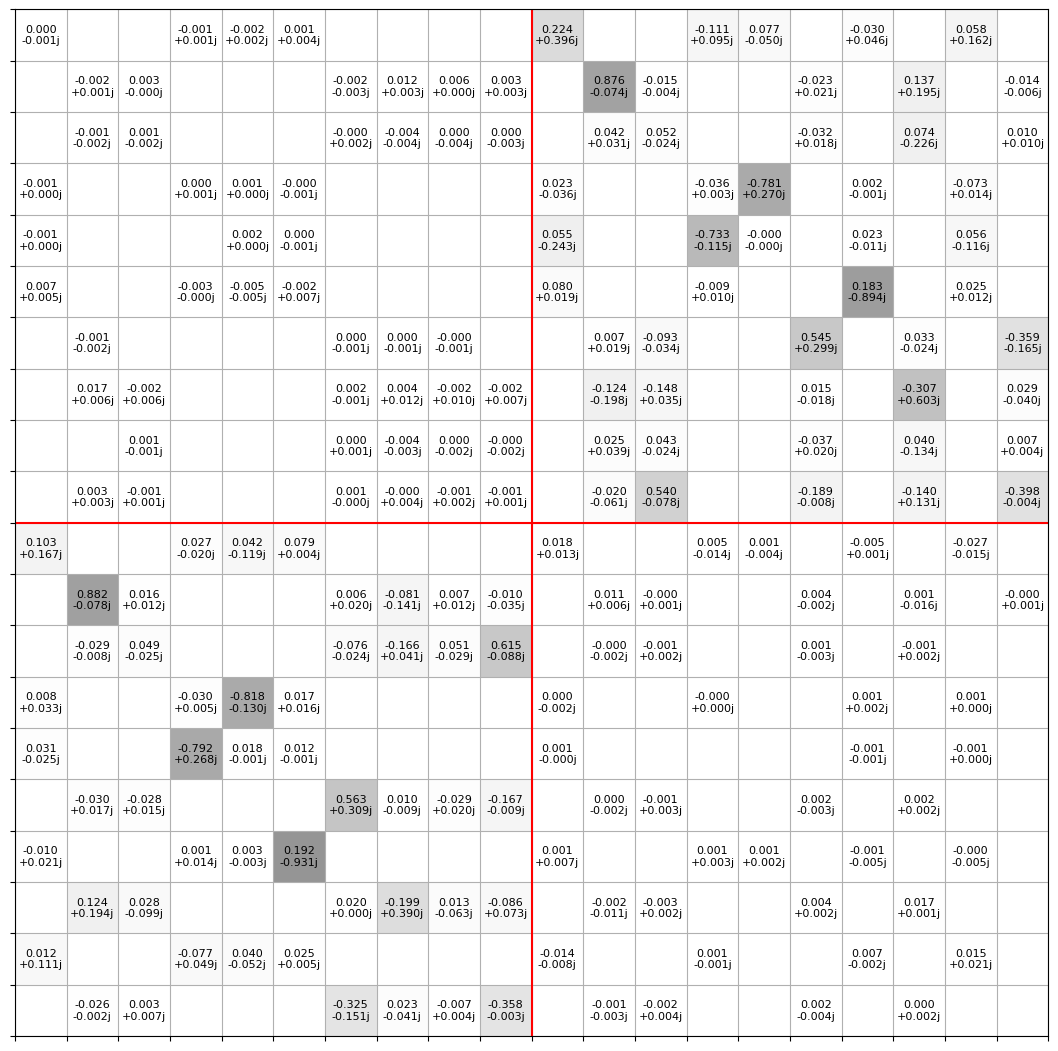 0.000 -0.001 -0.002 0.001 0.224 -0.111 0.077 -0.030 0.058
-0.001j +0.001j +0.002j +0.004j +0.396j +0.095j -0.050j +0.046j +0.162j
-0.002 0.003 -0.002 0.012 0.006 0.003 0.876 -0.015 -0.023 0.137 -0.014
+0.001j -0.000j -0.003j +0.003j +0.000j +0.003j -0.074j -0.004j +0.021j +0.195j -0.006j
-0.001 0.001 -0.000 -0.004 0.000 0.000 0.042 0.052 -0.032 0.074 0.010
-0.002j -0.002j +0.002j -0.004j -0.004j -0.003j +0.031j -0.024j +0.018j -0.226j +0.010j
-0.001 0.000 0.001 -0.000 0.023 -0.036 -0.781 0.002 -0.073
+0.000j +0.001j +0.000j -0.001j -0.036j +0.003j +0.270j -0.001j +0.014j
-0.001 0.002 0.000 0.055 -0.733 -0.000 0.023 0.056
+0.000j +0.000j -0.001j -0.243j -0.115j -0.000j -0.011j -0.116j
0.007 -0.003 -0.005 -0.002 0.080 -0.009 0.183 0.025
+0.005j -0.000j -0.005j +0.007j +0.019j +0.010j -0.894j +0.012j
-0.001 0.000 0.000 -0.000 0.007 -0.093 0.545 0.033 -0.359
-0.002j -0.001j -0.001j -0.001j +0.019j -0.034j +0.299j -0.024j -0.165j
0.017 -0.002 0.002 0.004 -0.002 -0.002 -0.124 -0.148 0.015 -0.307 0.029
+0.006j +0.006j -0.001j +0.012j +0.010j +0.007j -0.198j +0.035j -0.018j +0.603j -0.040j
0.001 0.000 -0.004 0.000 -0.000 0.025 0.043 -0.037 0.040 0.007
-0.001j +0.001j -0.003j -0.002j -0.002j +0.039j -0.024j +0.020j -0.134j +0.004j
0.003 -0.001 0.001 -0.000 -0.001 -0.001 -0.020 0.540 -0.189 -0.140 -0.398
+0.003j +0.001j -0.000j +0.004j +0.002j +0.001j -0.061j -0.078j -0.008j +0.131j -0.004j
0.103 0.027 0.042 0.079 0.018 0.005 0.001 -0.005 -0.027
+0.167j -0.020j -0.119j +0.004j +0.013j -0.014j -0.004j +0.001j -0.015j
0.882 0.016 0.006 -0.081 0.007 -0.010 0.011 -0.000 0.004 0.001 -0.000
-0.078j +0.012j +0.020j -0.141j +0.012j -0.035j +0.006j +0.001j -0.002j -0.016j +0.001j
-0.029 0.049 -0.076 -0.166 0.051 0.615 -0.000 -0.001 0.001 -0.001
-0.008j -0.025j -0.024j +0.041j -0.029j -0.088j -0.002j +0.002j -0.003j +0.002j
0.008 -0.030 -0.818 0.017 0.000 -0.000 0.001 0.001
+0.033j +0.005j -0.130j +0.016j -0.002j +0.000j +0.002j +0.000j
0.031 -0.792 0.018 0.012 0.001 -0.001 -0.001
-0.025j +0.268j -0.001j -0.001j -0.000j -0.001j +0.000j
-0.030 -0.028 0.563 0.010 -0.029 -0.167 0.000 -0.001 0.002 0.002
+0.017j +0.015j +0.309j -0.009j +0.020j -0.009j -0.002j +0.003j -0.003j +0.002j
-0.010 0.001 0.003 0.192 0.001 0.001 0.001 -0.001 -0.000
+0.021j +0.014j -0.003j -0.931j +0.007j +0.003j +0.002j -0.005j -0.005j
0.124 0.028 0.020 -0.199 0.013 -0.086 -0.002 -0.003 0.004 0.017
+0.194j -0.099j +0.000j +0.390j -0.063j +0.073j -0.011j +0.002j +0.002j +0.001j
0.012 -0.077 0.040 0.025 -0.014 0.001 0.007 0.015
+0.111j +0.049j -0.052j +0.005j -0.008j -0.001j -0.002j +0.021j
-0.026 0.003 -0.325 0.023 -0.007 -0.358 -0.001 -0.002 0.002 0.000
-0.002j +0.007j -0.151j -0.041j +0.004j -0.003j -0.003j +0.004j -0.004j +0.002j